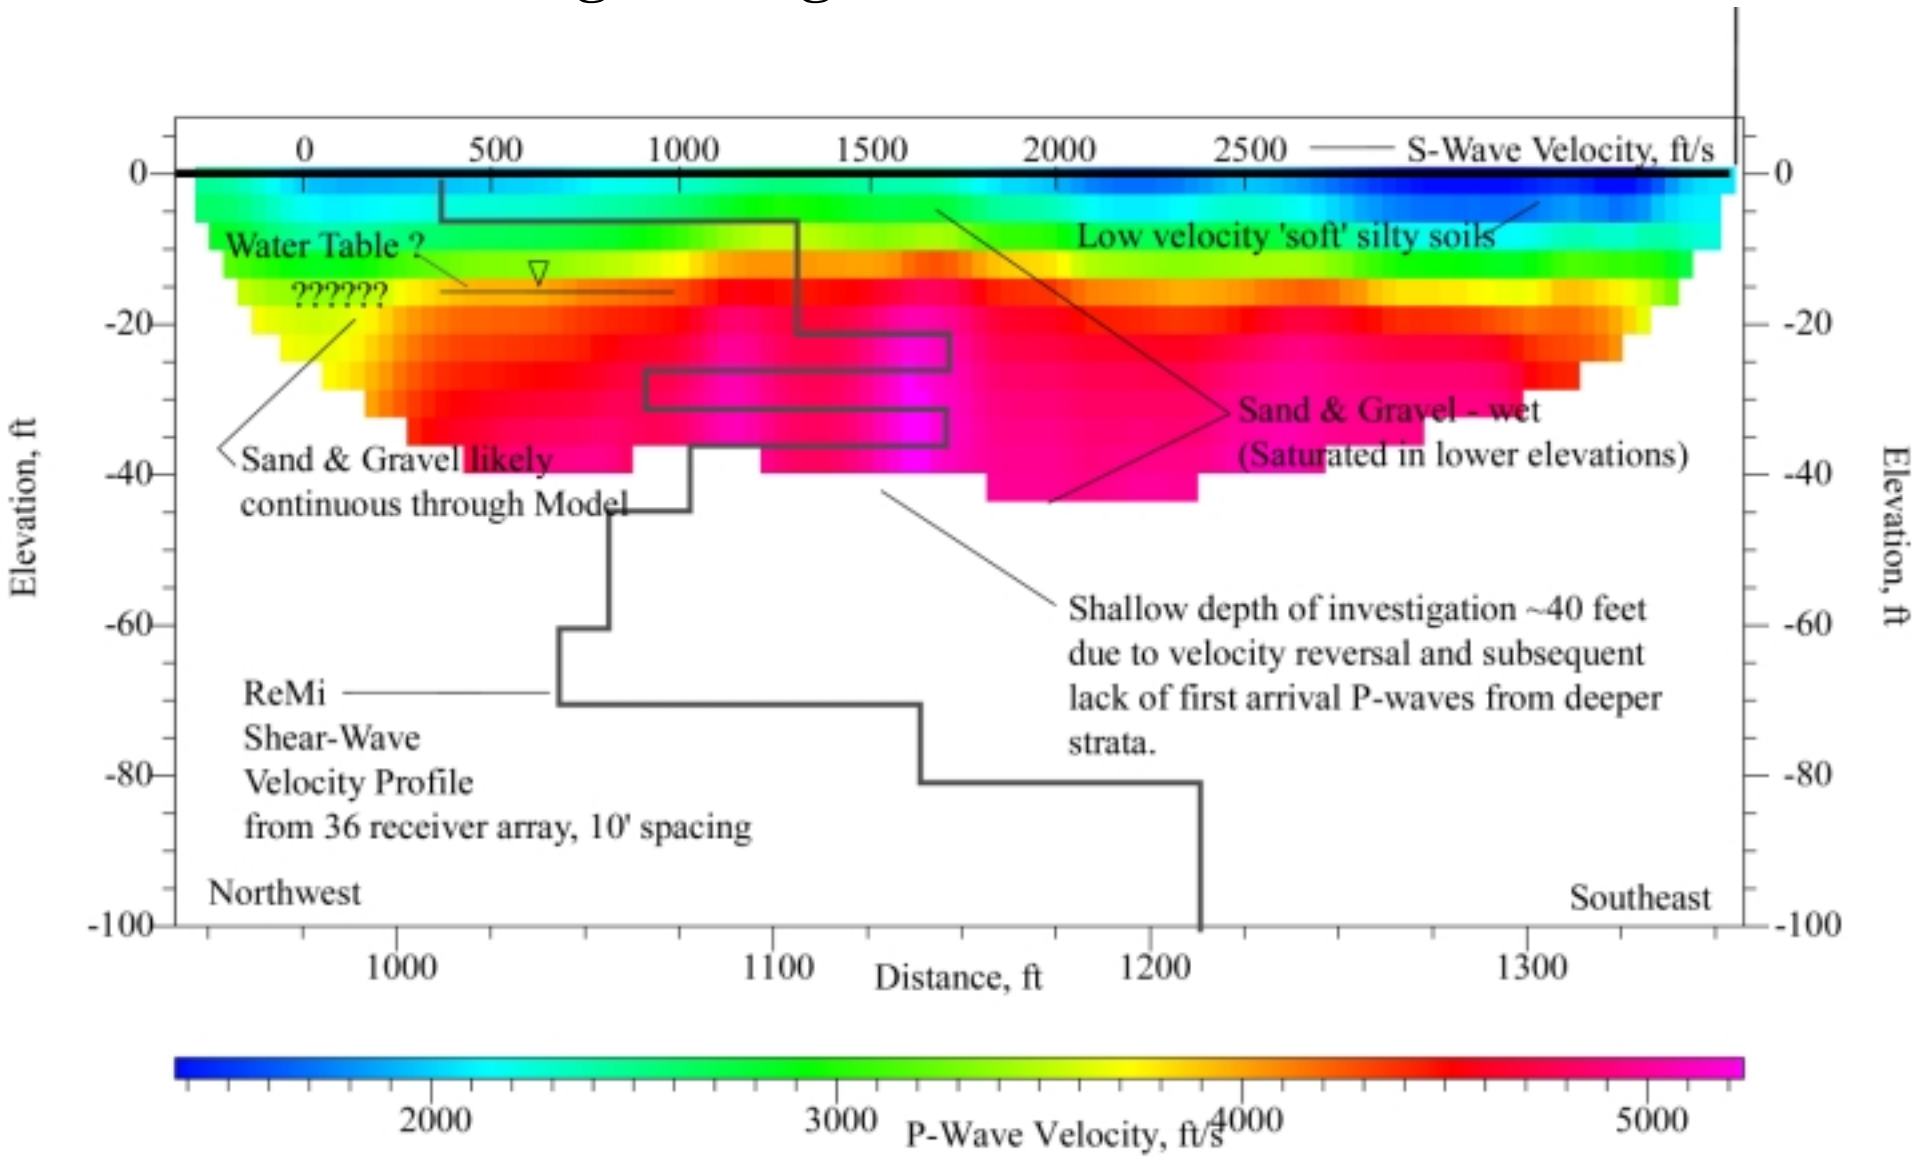 0 500 1000 1500 2000 2500 S-Wave Velocity, ft/s
0 0
Water Table ?
Low velocity 'soft' silty soils
??????
-20 -20
Sand & Gravel - wet
(Saturated in lower elevations)
Sand & Gravel likely
continuous through Model
-40 -40
Elevation, ft
Elevation, ft
Shallow depth of investigation ~40 feet
due to velocity reversal and subsequent
lack of first arrival P-waves from deeper
strata.
-60 -60
ReMi
Shear-Wave
Velocity Profile
from 36 receiver array, 10' spacing
-80 -80
Northwest Southeast
-100 -100
1000 1100 1200 1300
Distance, ft
2000 3000 4000 5000
P-Wave Velocity, ft/s